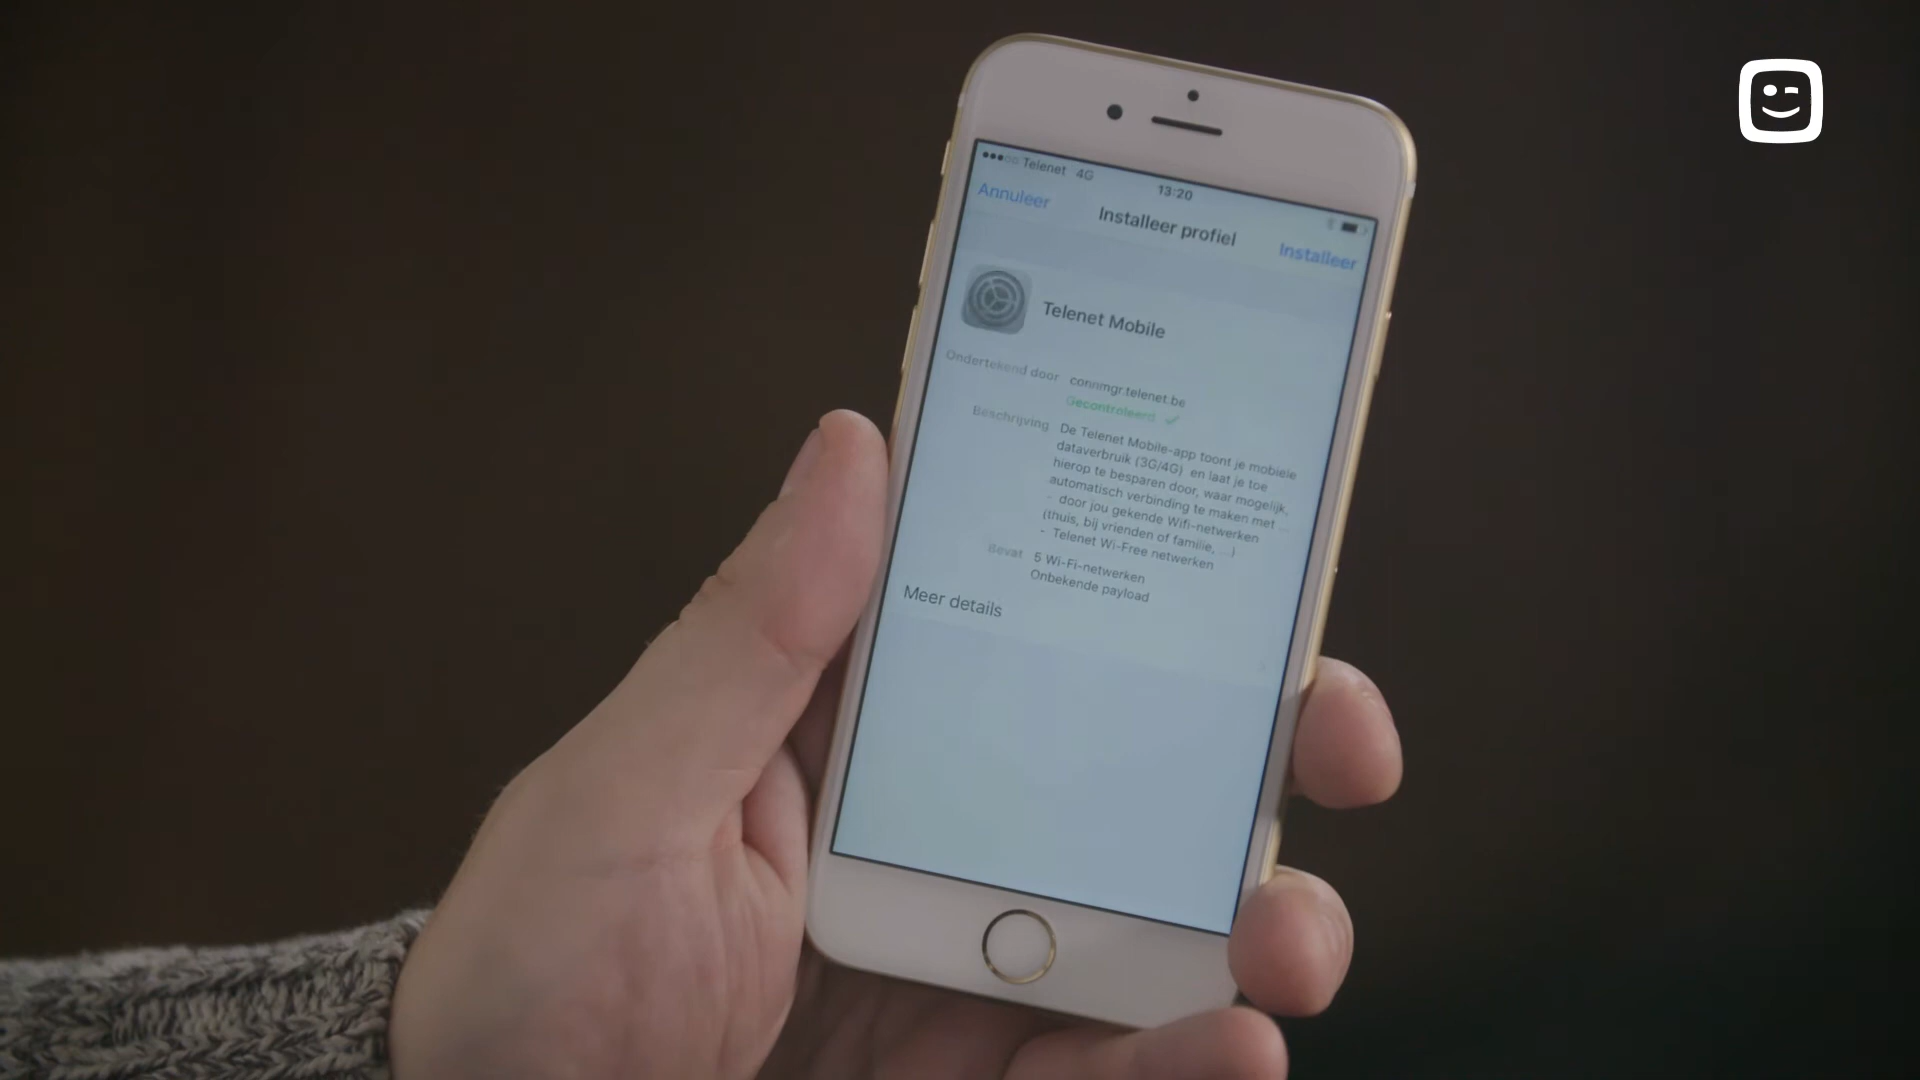 Telenet 4G 13:20
Annuleer Installeer profiel Installeer
Telenet Mobile
Ondertekend door connmgr.telenet.be
Gecontroleerd ✓
Beschrijving De Telenet Mobile-app toont je mobiele
dataverbruik (3G/4G) en laat je toe
hierop te besparen door, waar mogelijk,
automatisch verbinding te maken met ...
- door jou gekende Wifi-netwerken
(thuis, bij vrienden of familie, ...)
- Telenet Wi-Free netwerken
Bevat 5 Wi-Fi-netwerken
Onbekende payload
Meer details